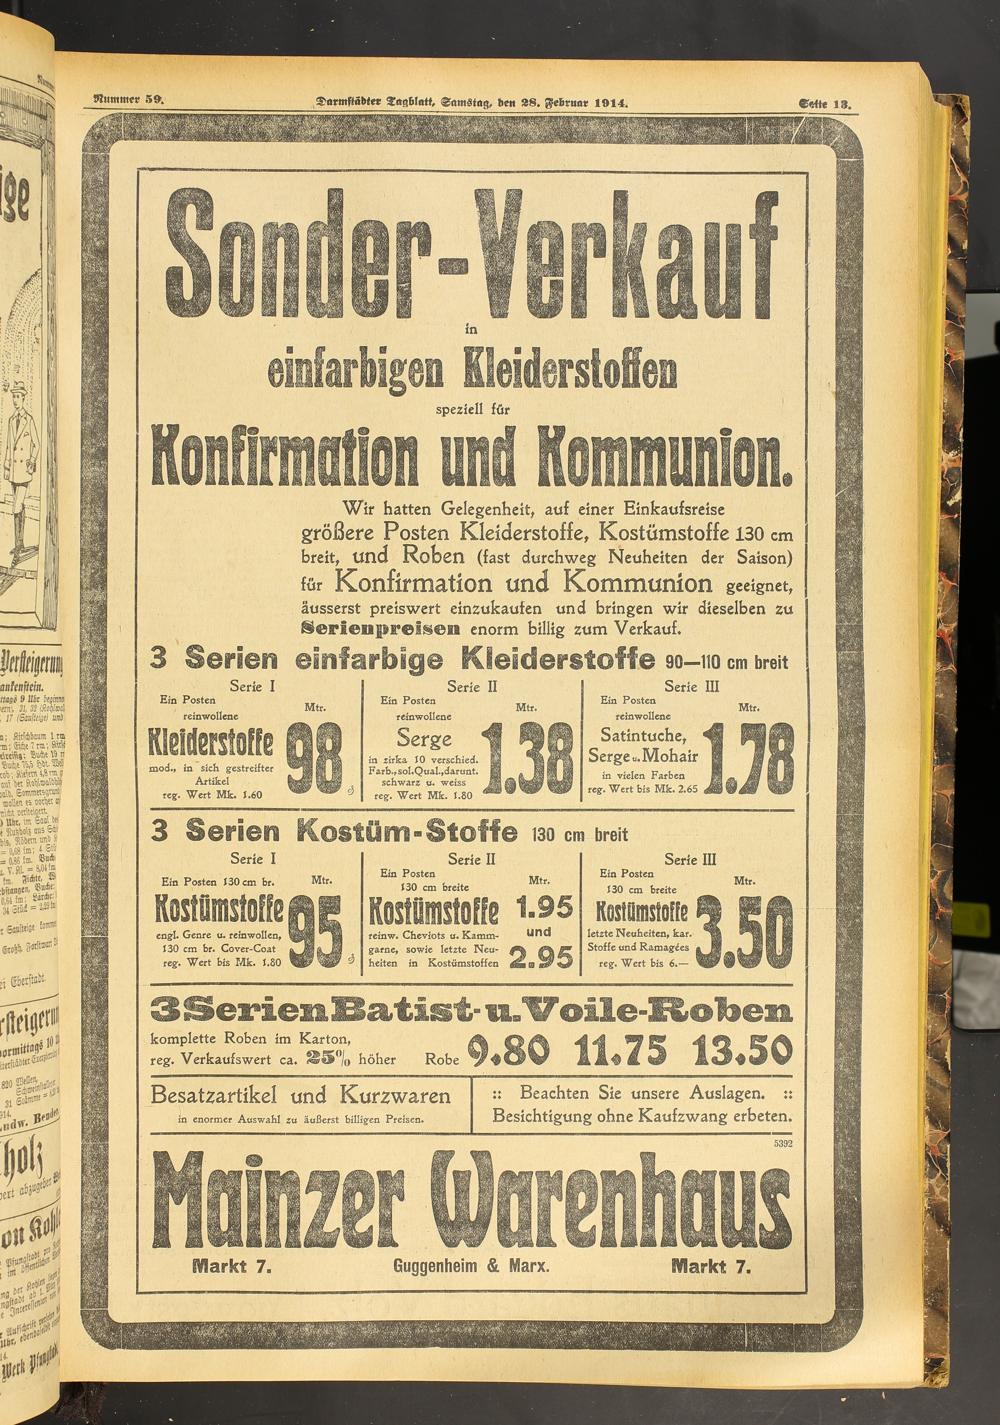 Nummer 59.
Darmstädter Tagblatt, Samstag, den 28. Februar 1914.
Seite 13.
Sonder-Verkauf
in
einfarbigen Kleiderstoffen
speziell für
Konfirmation und Kommunion.
Wir hatten Gelegenheit, auf einer Einkaufsreise
größere Posten Kleiderstoffe, Kostümstoffe 130 cm
breit, und Roben (fast durchweg Neuheiten der Saison)
für Konfirmation und Kommunion geeignet,
äusserst preiswert einzukaufen und bringen wir dieselben zu
Serienpreisen enorm billig zum Verkauf.
3 Serien einfarbige Kleiderstoffe 90—110 cm breit
Serie I
Ein Posten
reinwollene
Mtr.
Kleiderstoffe
98 ₰
mod., in sich gestreifter
Artikel
reg. Wert Mk. 1.60
Serie II
Ein Posten
reinwollene
Mtr.
Serge
1.38
in zirka 10 verschied.
Farb., sol. Qual., darunt.
schwarz u. weiss
reg. Wert Mk. 1.80
Serie III
Ein Posten
reinwollene
Mtr.
Satintuche,
Serge u. Mohair
1.78
in vielen Farben
reg. Wert bis Mk. 2.65
3 Serien Kostüm-Stoffe 130 cm breit
Serie I
Ein Posten 130 cm br.
Mtr.
Kostümstoffe
95 ₰
engl. Genre u. reinwollen,
130 cm br. Cover-Coat
reg. Wert bis Mk. 1.80
Serie II
Ein Posten
130 cm breite
Mtr.
Kostümstoffe
1.95
und
2.95
reinw. Cheviots u. Kamm-
garne, sowie letzte Neu-
heiten in Kostümstoffen
Serie III
Ein Posten
130 cm breite
Mtr.
Kostümstoffe
3.50
letzte Neuheiten, kar.
Stoffe und Ramagées
reg. Wert bis 6.—
3 Serien Batist- u. Voile-Roben
komplette Roben im Karton,
reg. Verkaufswert ca. 25% höher
Robe 9.80 11.75 13.50
Besatzartikel und Kurzwaren
in enormer Auswahl zu äußerst billigen Preisen.
:: Beachten Sie unsere Auslagen. ::
Besichtigung ohne Kaufzwang erbeten.
5392
Mainzer Warenhaus
Markt 7. Guggenheim & Marx. Markt 7.